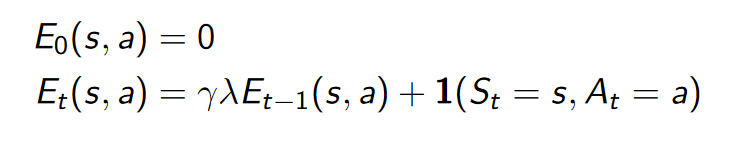 E₀(s, a) = 0
Eₜ(s, a) = γλEₜ₋₁(s, a) + 𝟏(Sₜ = s, Aₜ = a)